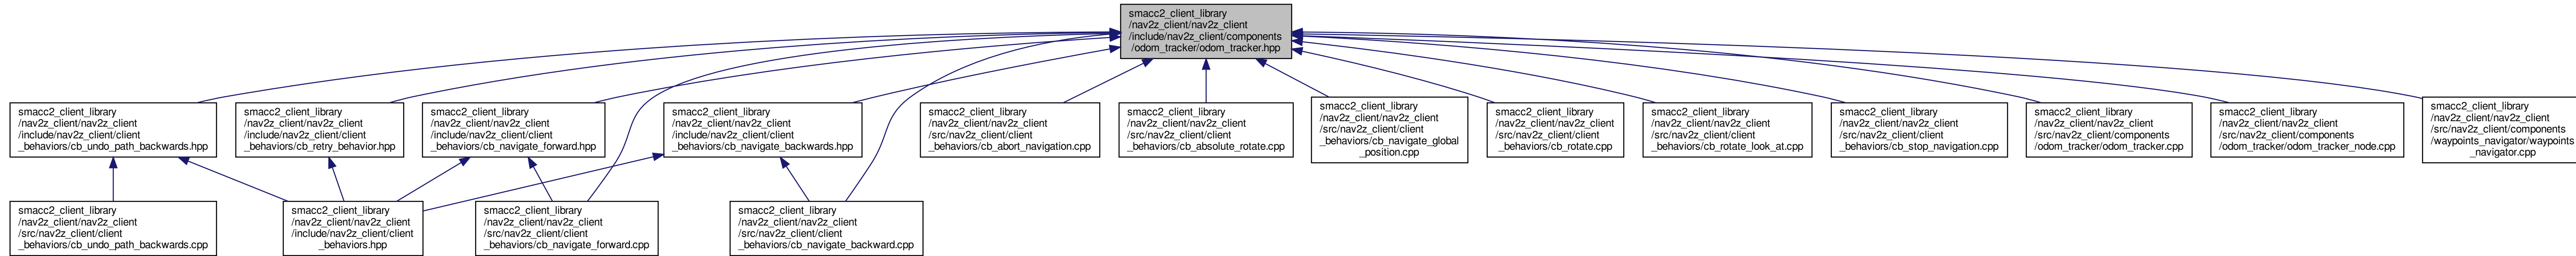 smacc2_client_library
/nav2z_client/nav2z_client
/include/nav2z_client/components
/odom_tracker/odom_tracker.hpp
smacc2_client_library
/nav2z_client/nav2z_client
/include/nav2z_client/client
_behaviors/cb_undo_path_backwards.hpp
smacc2_client_library
/nav2z_client/nav2z_client
/include/nav2z_client/client
_behaviors/cb_retry_behavior.hpp
smacc2_client_library
/nav2z_client/nav2z_client
/include/nav2z_client/client
_behaviors/cb_navigate_forward.hpp
smacc2_client_library
/nav2z_client/nav2z_client
/include/nav2z_client/client
_behaviors/cb_navigate_backwards.hpp
smacc2_client_library
/nav2z_client/nav2z_client
/src/nav2z_client/client
_behaviors/cb_abort_navigation.cpp
smacc2_client_library
/nav2z_client/nav2z_client
/src/nav2z_client/client
_behaviors/cb_absolute_rotate.cpp
smacc2_client_library
/nav2z_client/nav2z_client
/src/nav2z_client/client
_behaviors/cb_navigate_global
_position.cpp
smacc2_client_library
/nav2z_client/nav2z_client
/src/nav2z_client/client
_behaviors/cb_rotate.cpp
smacc2_client_library
/nav2z_client/nav2z_client
/src/nav2z_client/client
_behaviors/cb_rotate_look_at.cpp
smacc2_client_library
/nav2z_client/nav2z_client
/src/nav2z_client/client
_behaviors/cb_stop_navigation.cpp
smacc2_client_library
/nav2z_client/nav2z_client
/src/nav2z_client/components
/odom_tracker/odom_tracker.cpp
smacc2_client_library
/nav2z_client/nav2z_client
/src/nav2z_client/components
/odom_tracker/odom_tracker_node.cpp
smacc2_client_library
/nav2z_client/nav2z_client
/src/nav2z_client/components
/waypoints_navigator/waypoints
_navigator.cpp
smacc2_client_library
/nav2z_client/nav2z_client
/src/nav2z_client/client
_behaviors/cb_undo_path_backwards.cpp
smacc2_client_library
/nav2z_client/nav2z_client
/include/nav2z_client/client
_behaviors.hpp
smacc2_client_library
/nav2z_client/nav2z_client
/src/nav2z_client/client
_behaviors/cb_navigate_forward.cpp
smacc2_client_library
/nav2z_client/nav2z_client
/src/nav2z_client/client
_behaviors/cb_navigate_backward.cpp